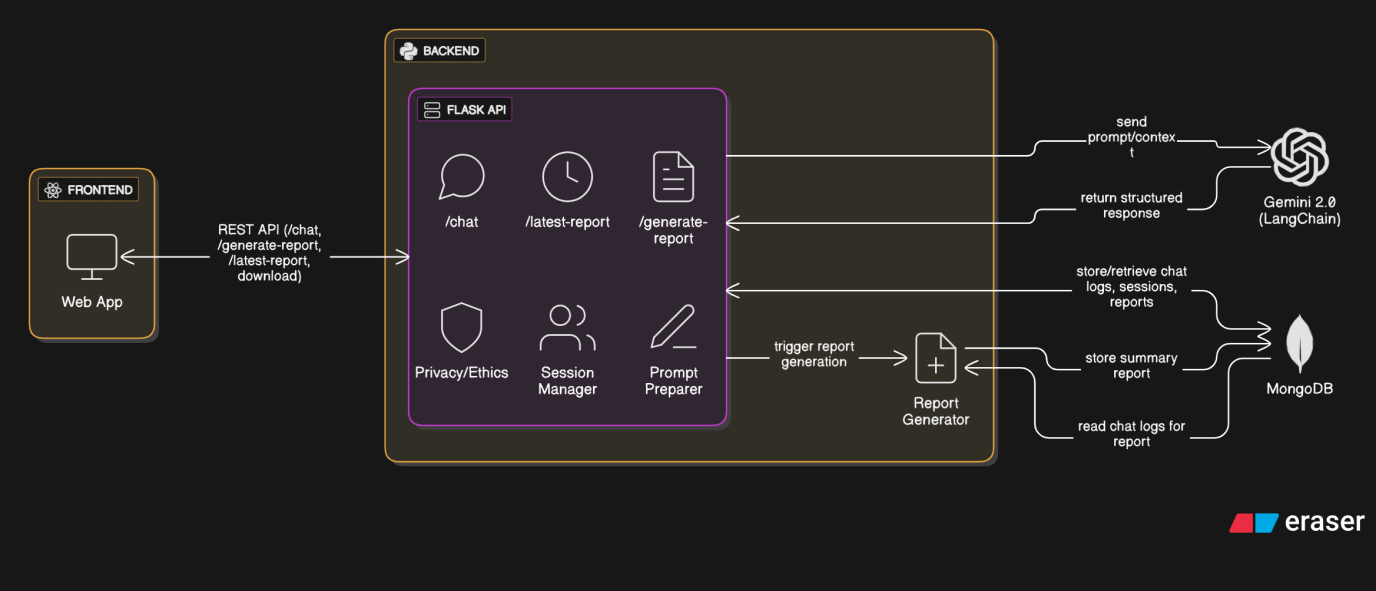 BACKEND
FLASK API
/chat
/latest-report
/generate-
report
Privacy/Ethics
Session
Manager
Prompt
Preparer
FRONTEND
Web App
REST API (/chat,
/generate-report,
/latest-report,
download)
trigger report
generation
Report
Generator
send
prompt/contex
t
return structured
response
Gemini 2.0
(LangChain)
store/retrieve chat
logs, sessions,
reports
store summary
report
read chat logs for
report
MongoDB
eraser